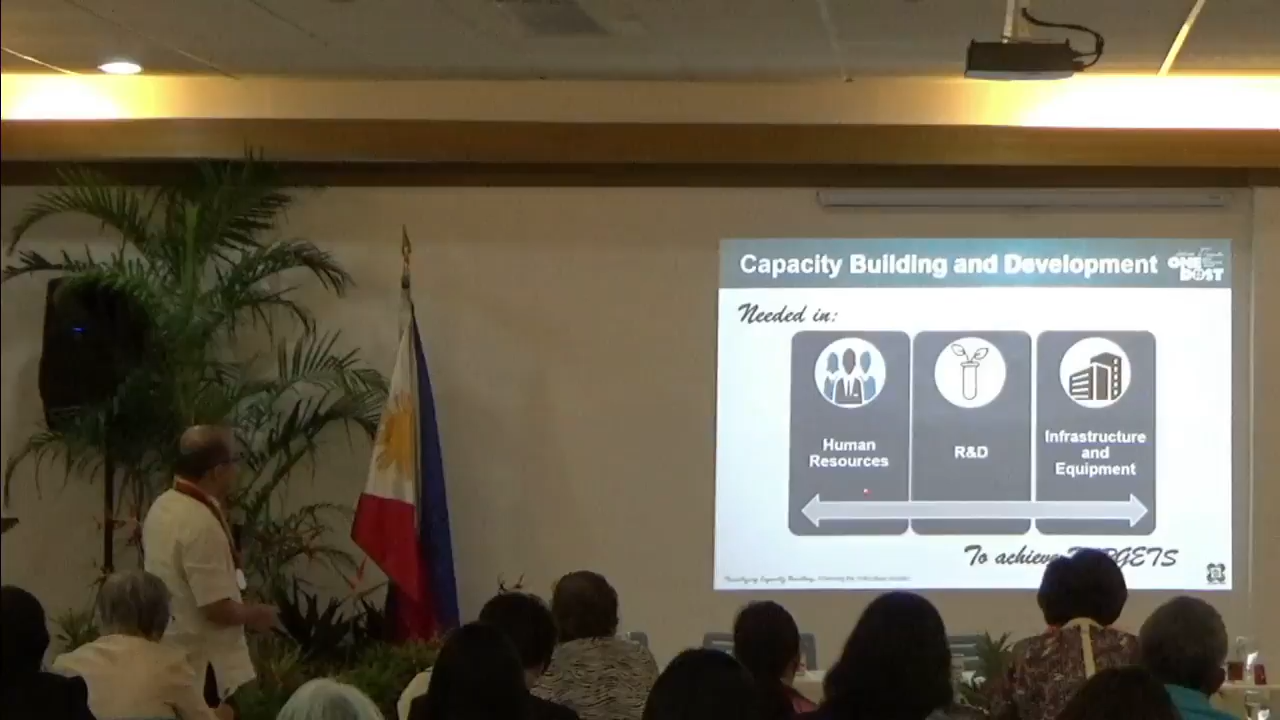 Capacity Building and Development
ONE
DOST
Needed in:
Human
Resources
R&D
Infrastructure
and
Equipment
To achieve